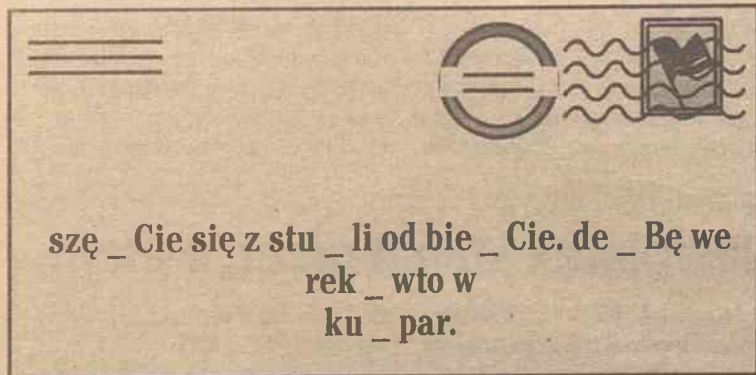 szę _ Cie się z stu _ li od bie _ Cie. de _ Bę we
rek _ wto w
ku _ par.